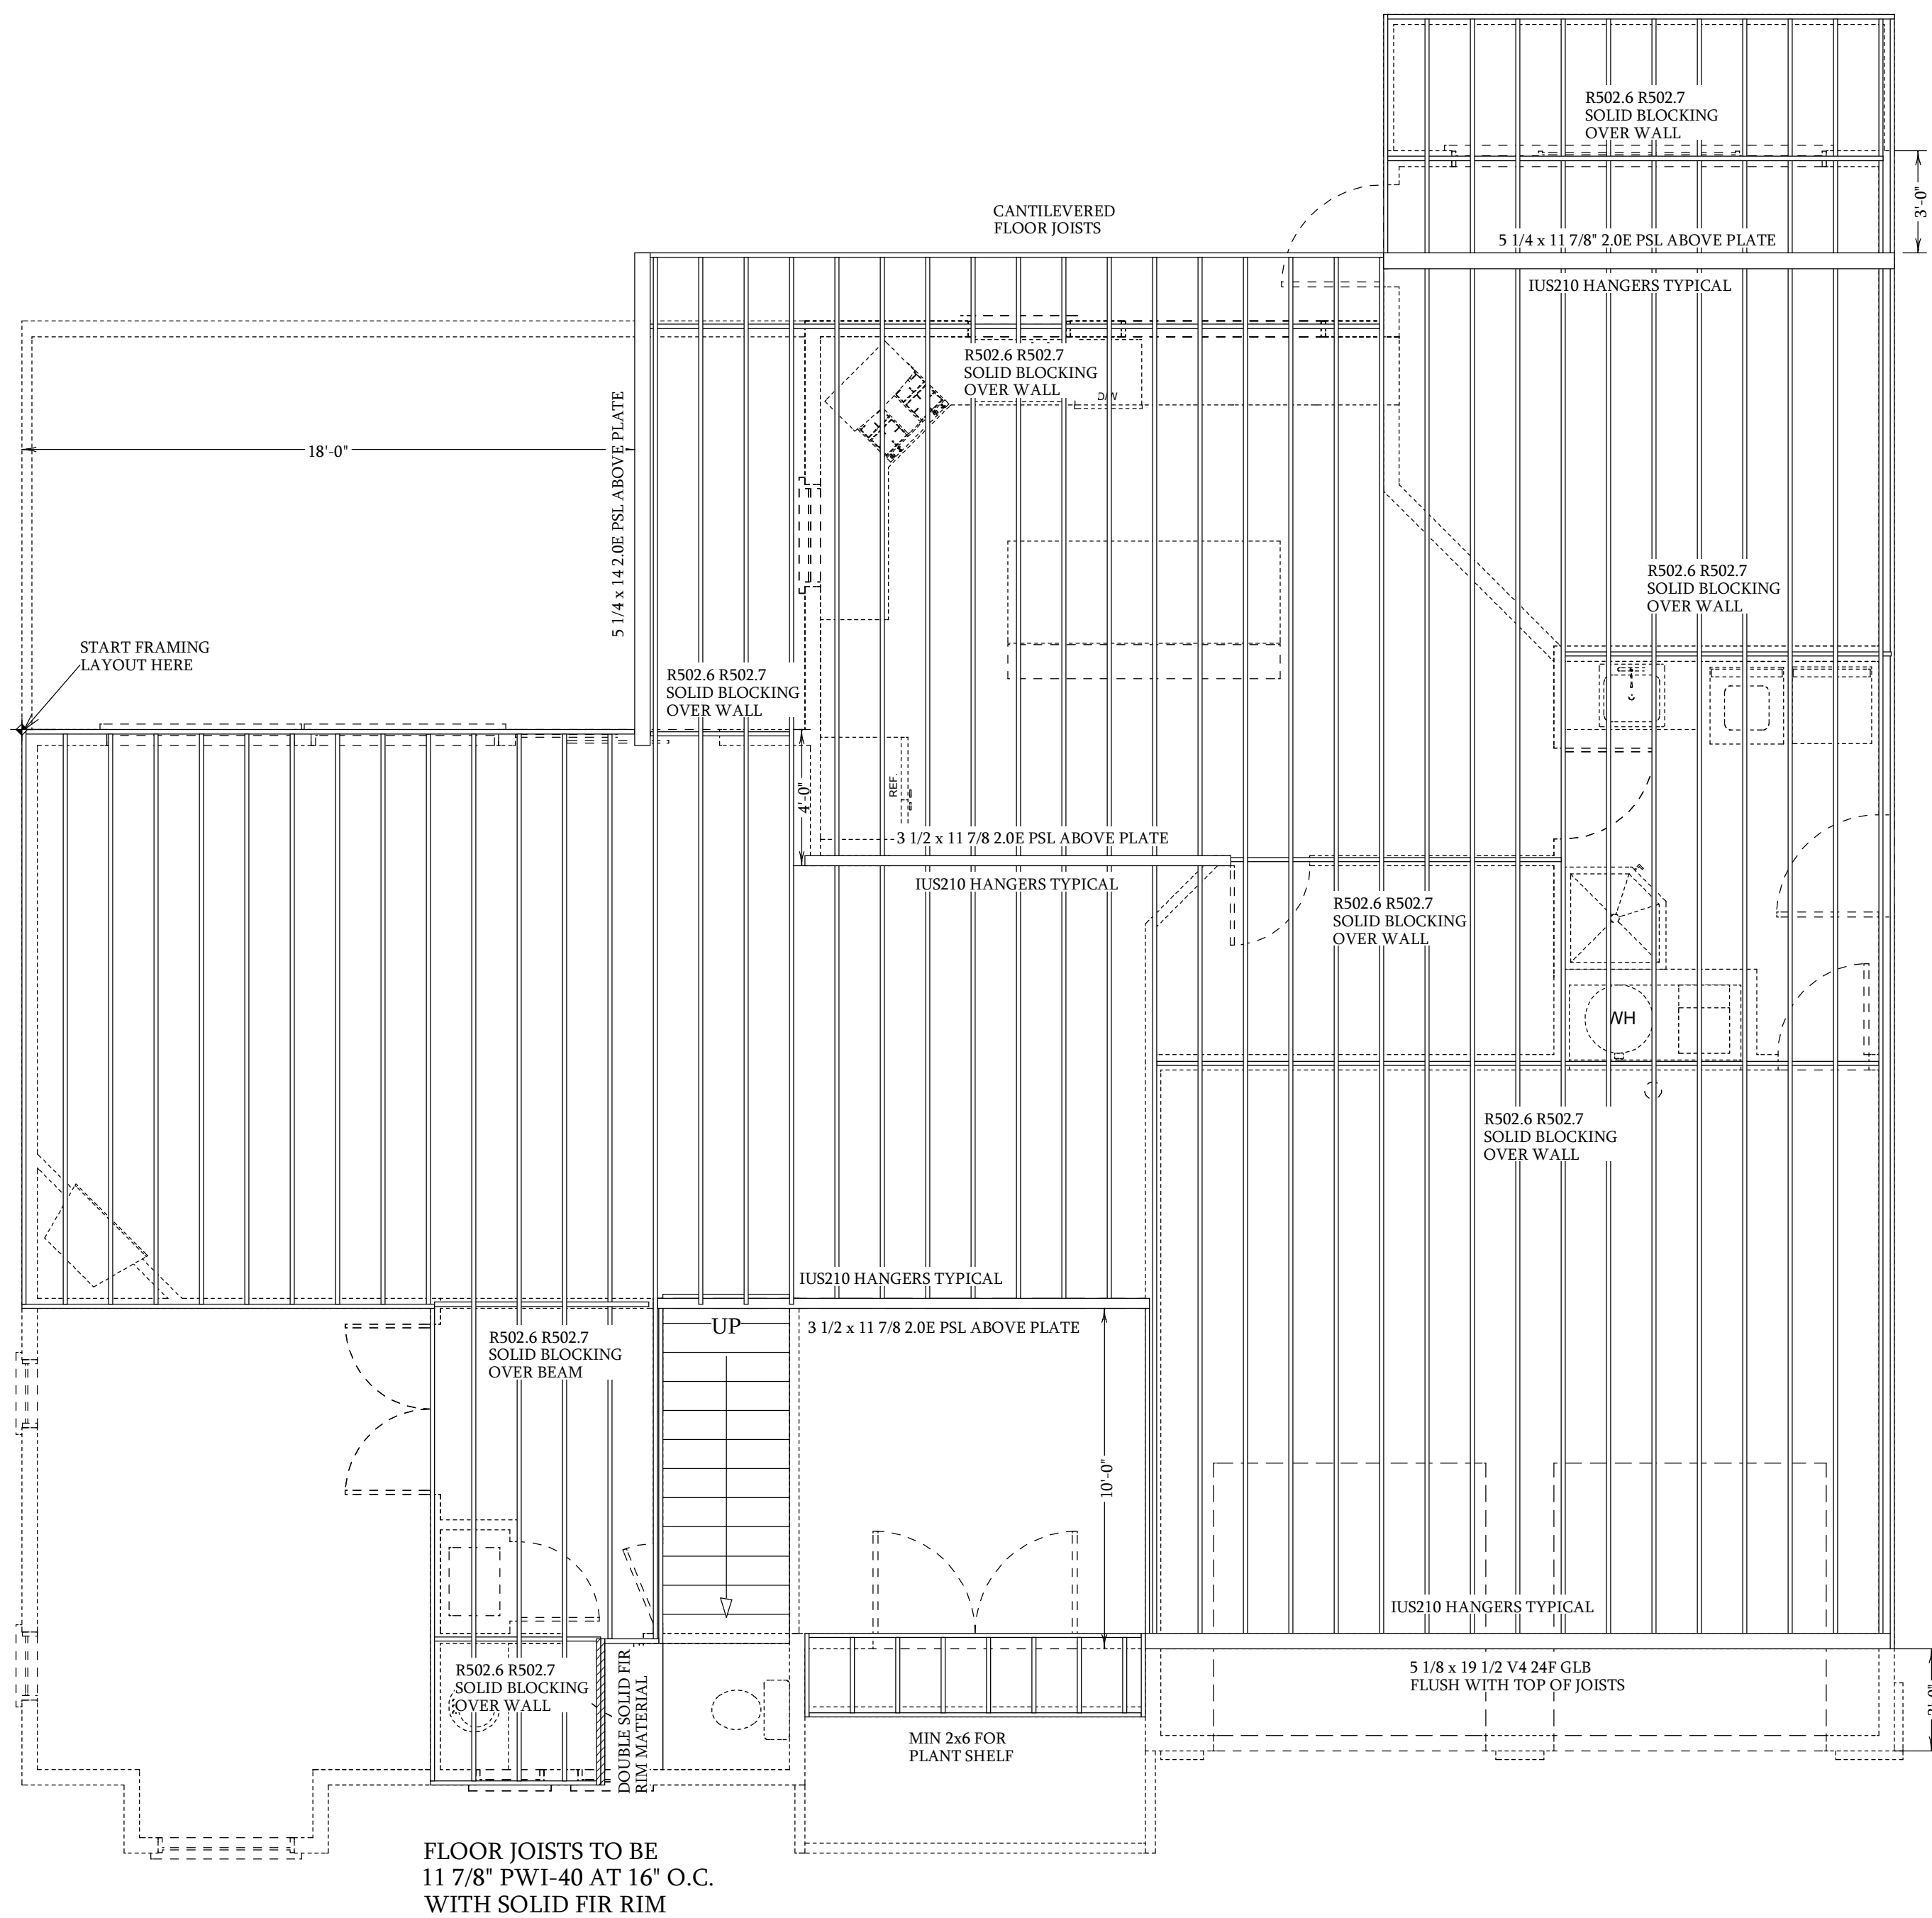 R502.6 R502.7
SOLID BLOCKING
OVER WALL
3'-0"
CANTILEVERED
FLOOR JOISTS
5 1/4 x 11 7/8" 2.0E PSL ABOVE PLATE
IUS210 HANGERS TYPICAL
R502.6 R502.7
SOLID BLOCKING
OVER WALL
D/W
18'-0"
5 1/4 x 14 2.0E PSL ABOVE PLATE
R502.6 R502.7
SOLID BLOCKING
OVER WALL
START FRAMING
LAYOUT HERE
R502.6 R502.7
SOLID BLOCKING
OVER WALL
4'-0"
REF.
3 1/2 x 11 7/8 2.0E PSL ABOVE PLATE
IUS210 HANGERS TYPICAL
R502.6 R502.7
SOLID BLOCKING
OVER WALL
WH
R502.6 R502.7
SOLID BLOCKING
OVER WALL
IUS210 HANGERS TYPICAL
UP
3 1/2 x 11 7/8 2.0E PSL ABOVE PLATE
R502.6 R502.7
SOLID BLOCKING
OVER BEAM
10'-0"
IUS210 HANGERS TYPICAL
R502.6 R502.7
SOLID BLOCKING
OVER WALL
DOUBLE SOLID FIR
RIM MATERIAL
5 1/8 x 19 1/2 V4 24F GLB
FLUSH WITH TOP OF JOISTS
MIN 2x6 FOR
PLANT SHELF
FLOOR JOISTS TO BE
11 7/8" PWI-40 AT 16" O.C.
WITH SOLID FIR RIM